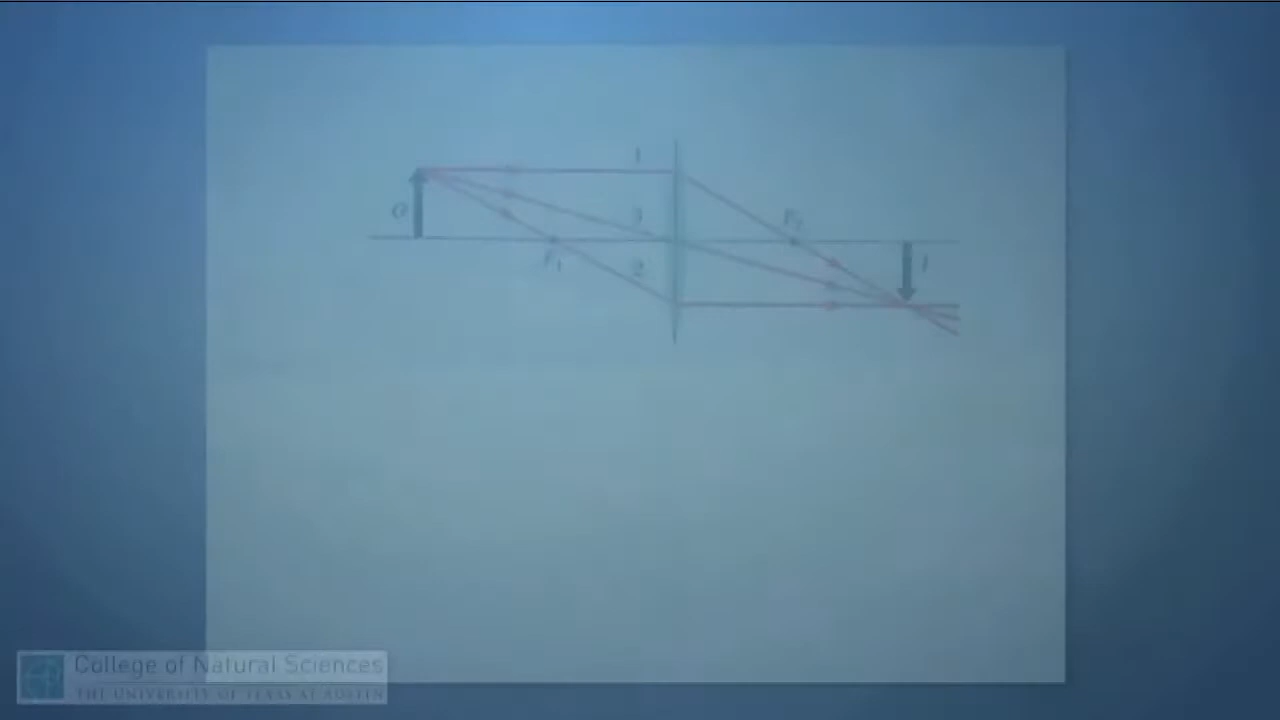 1
O
3
F2
F1
2
I
College of Natural Sciences
THE UNIVERSITY OF TEXAS AT AUSTIN